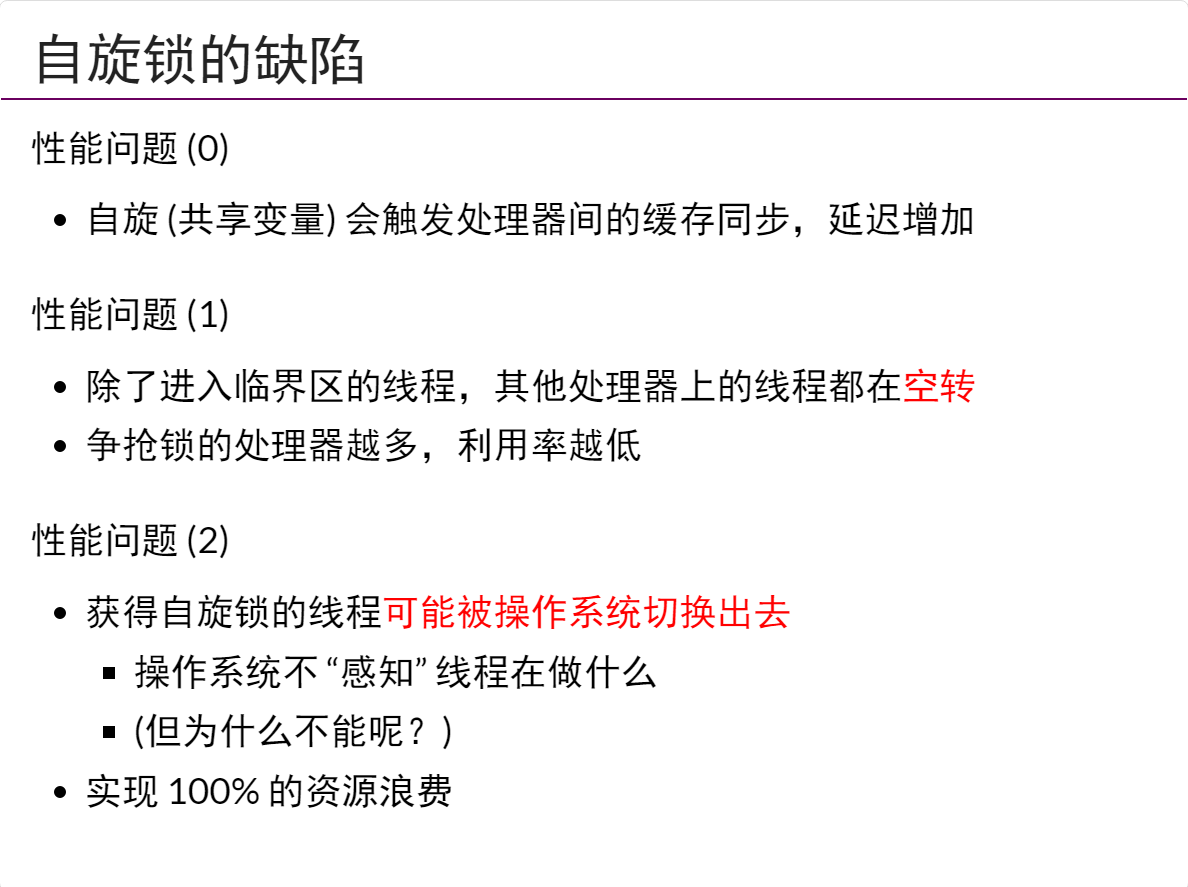 自旋锁的缺陷
性能问题 (0)
• 自旋 (共享变量) 会触发处理器间的缓存同步，延迟增加
性能问题 (1)
• 除了进入临界区的线程，其他处理器上的线程都在空转
• 争抢锁的处理器越多，利用率越低
性能问题 (2)
• 获得自旋锁的线程可能被操作系统切换出去
▪ 操作系统不 “感知” 线程在做什么
▪ (但为什么不能呢？)
• 实现 100% 的资源浪费